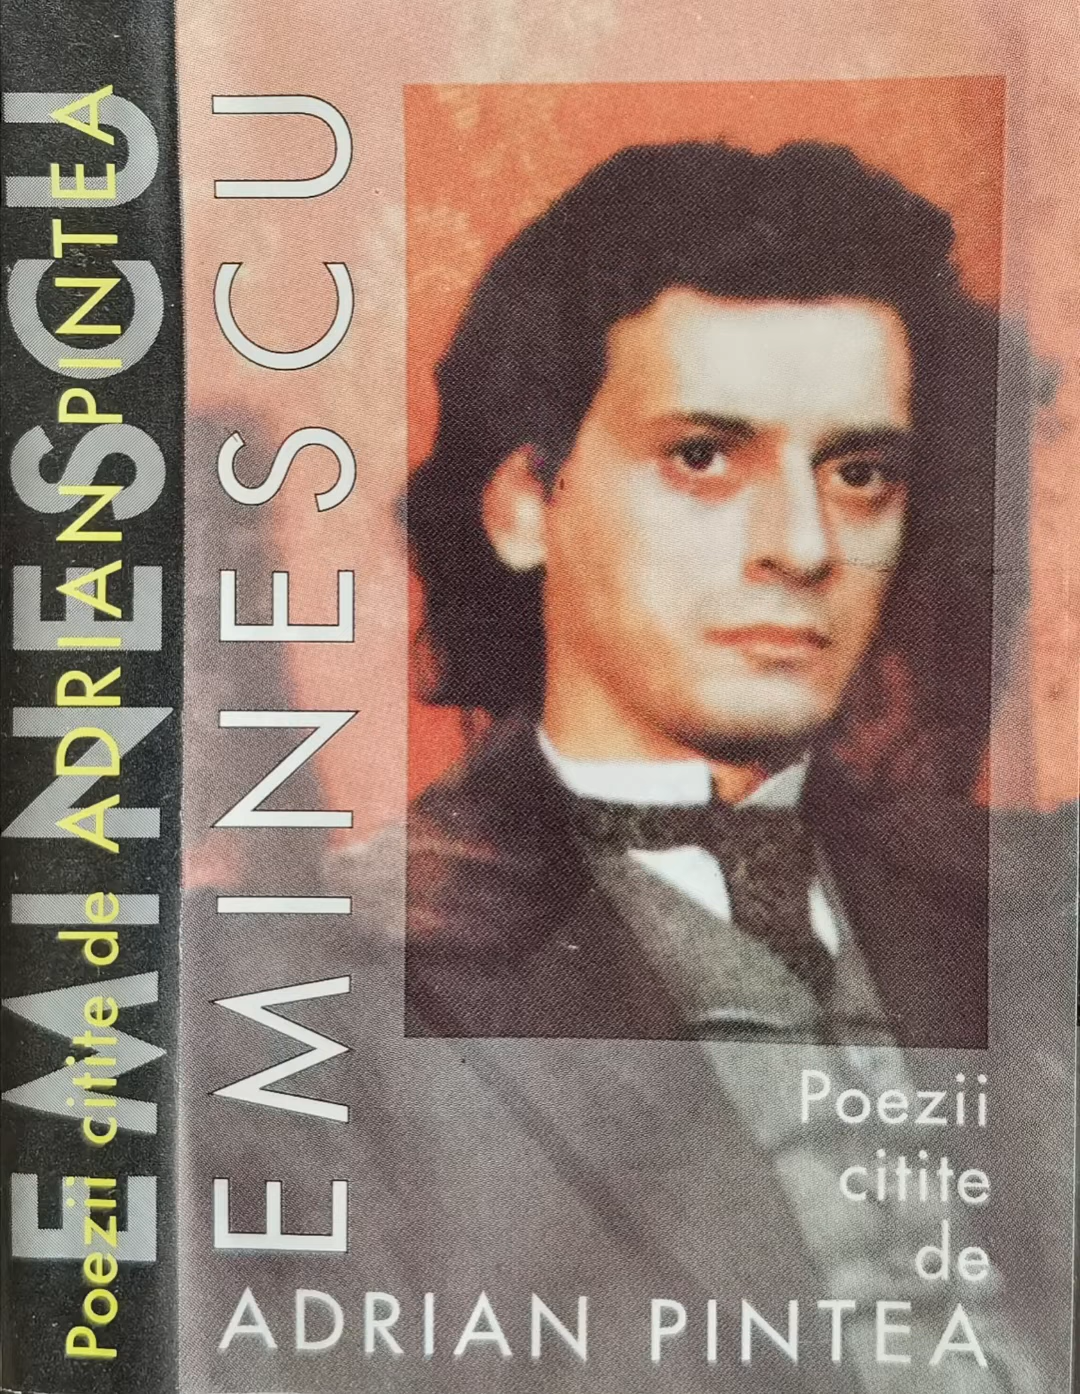 EMINESCU
Poezii citite de ADRIAN PINTEA
EMINESCU
Poezii
citite
de
ADRIAN PINTEA